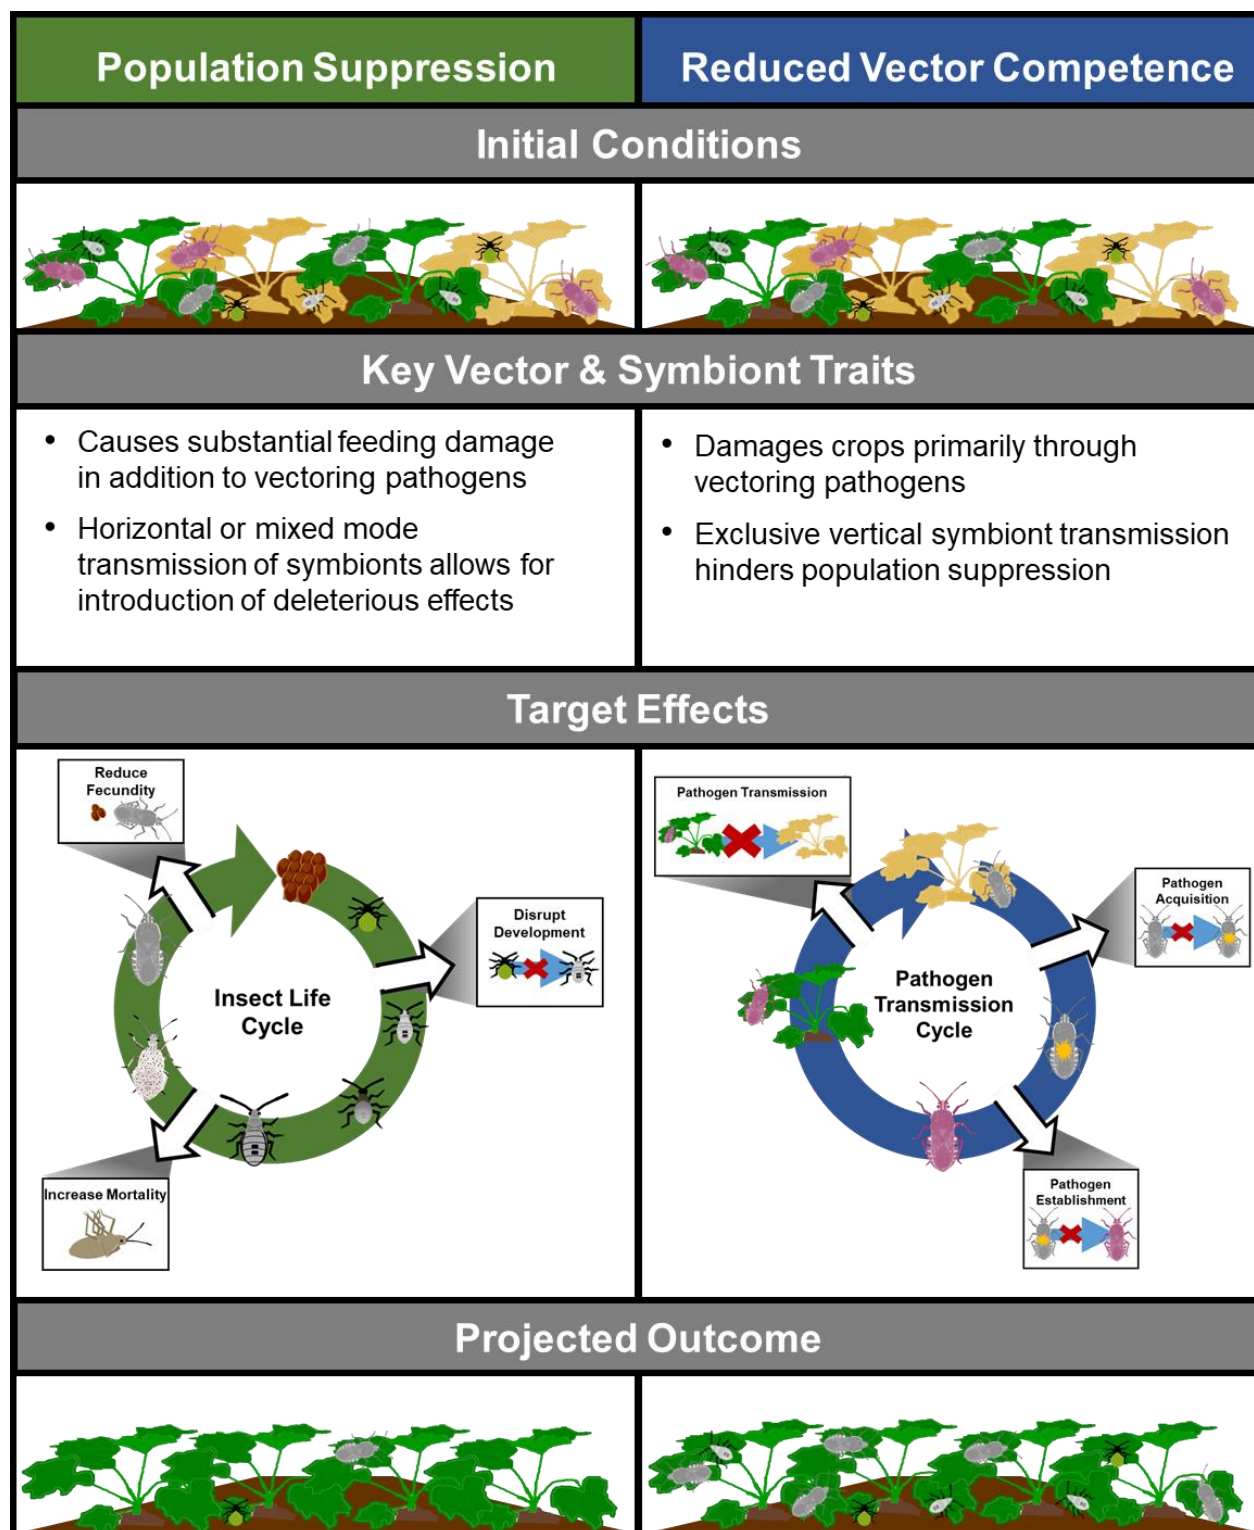 Population Suppression
Reduced Vector Competence
Initial Conditions
Key Vector & Symbiont Traits
• Causes substantial feeding damage
in addition to vectoring pathogens
• Horizontal or mixed mode
transmission of symbionts allows for
introduction of deleterious effects
• Damages crops primarily through
vectoring pathogens
• Exclusive vertical symbiont transmission
hinders population suppression
Target Effects
Reduce
Fecundity
Disrupt
Development
Insect Life
Cycle
Increase Mortality
Pathogen Transmission
Pathogen
Acquisition
Pathogen
Transmission
Cycle
Pathogen
Establishment
Projected Outcome